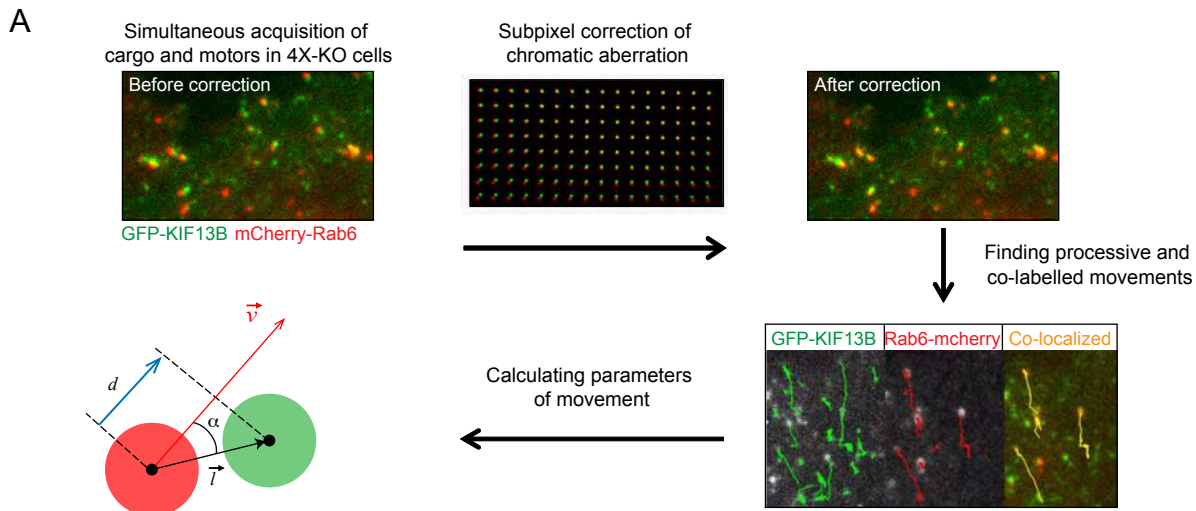 A
Simultaneous acquisition of
cargo and motors in 4X-KO cells
Before correction
GFP-KIF13B mCherry-Rab6
Subpixel correction of
chromatic aberration
After correction
Finding processive and
co-labelled movements
GFP-KIF13B Rab6-mcherry Co-localized
Calculating parameters
of movement
v
d
α
l